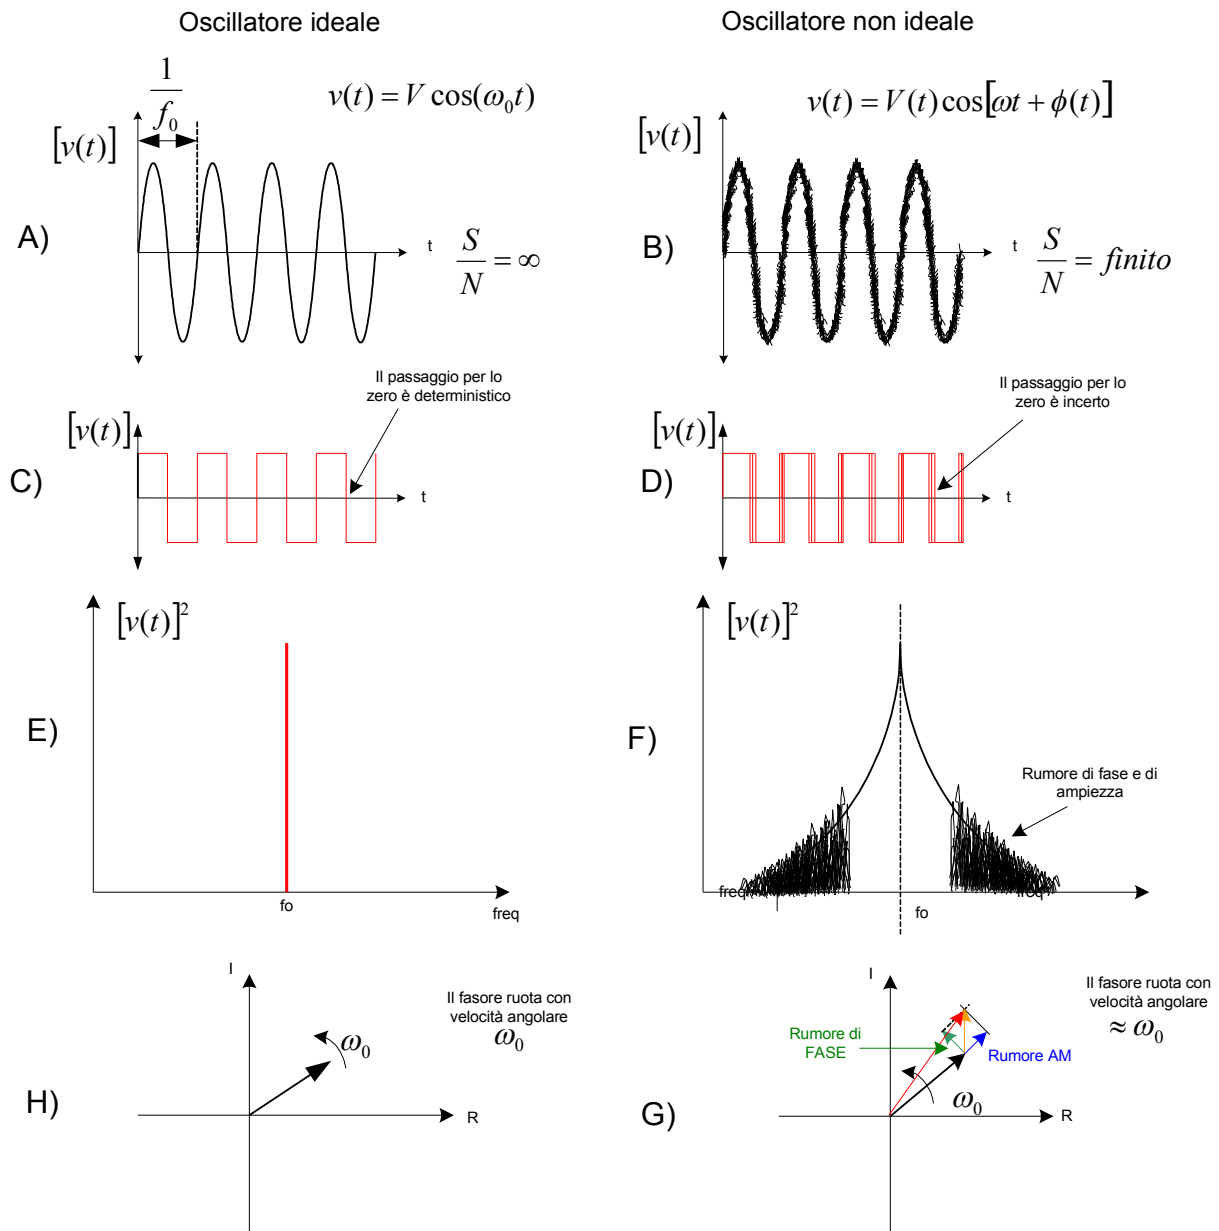 Oscillatore ideale
Oscillatore non ideale
1
f₀
v(t) = V cos(ω₀t)
v(t) = V(t) cos[ωt + ϕ(t)]
[v(t)]
[v(t)]
A)
t
S
N = ∞
B)
t
S
N = finito
Il passaggio per lo
zero è deterministico
Il passaggio per lo
zero è incerto
[v(t)]
[v(t)]
C)
t
D)
t
[v(t)]²
[v(t)]²
E)
F)
Rumore di fase e di
ampiezza
fo
freq
freq
freq
fo
I
Il fasore ruota con
velocità angolare
ω₀
ω₀
H)
R
I
Il fasore ruota con
velocità angolare
≈ ω₀
Rumore di
FASE
Rumore AM
ω₀
G)
R